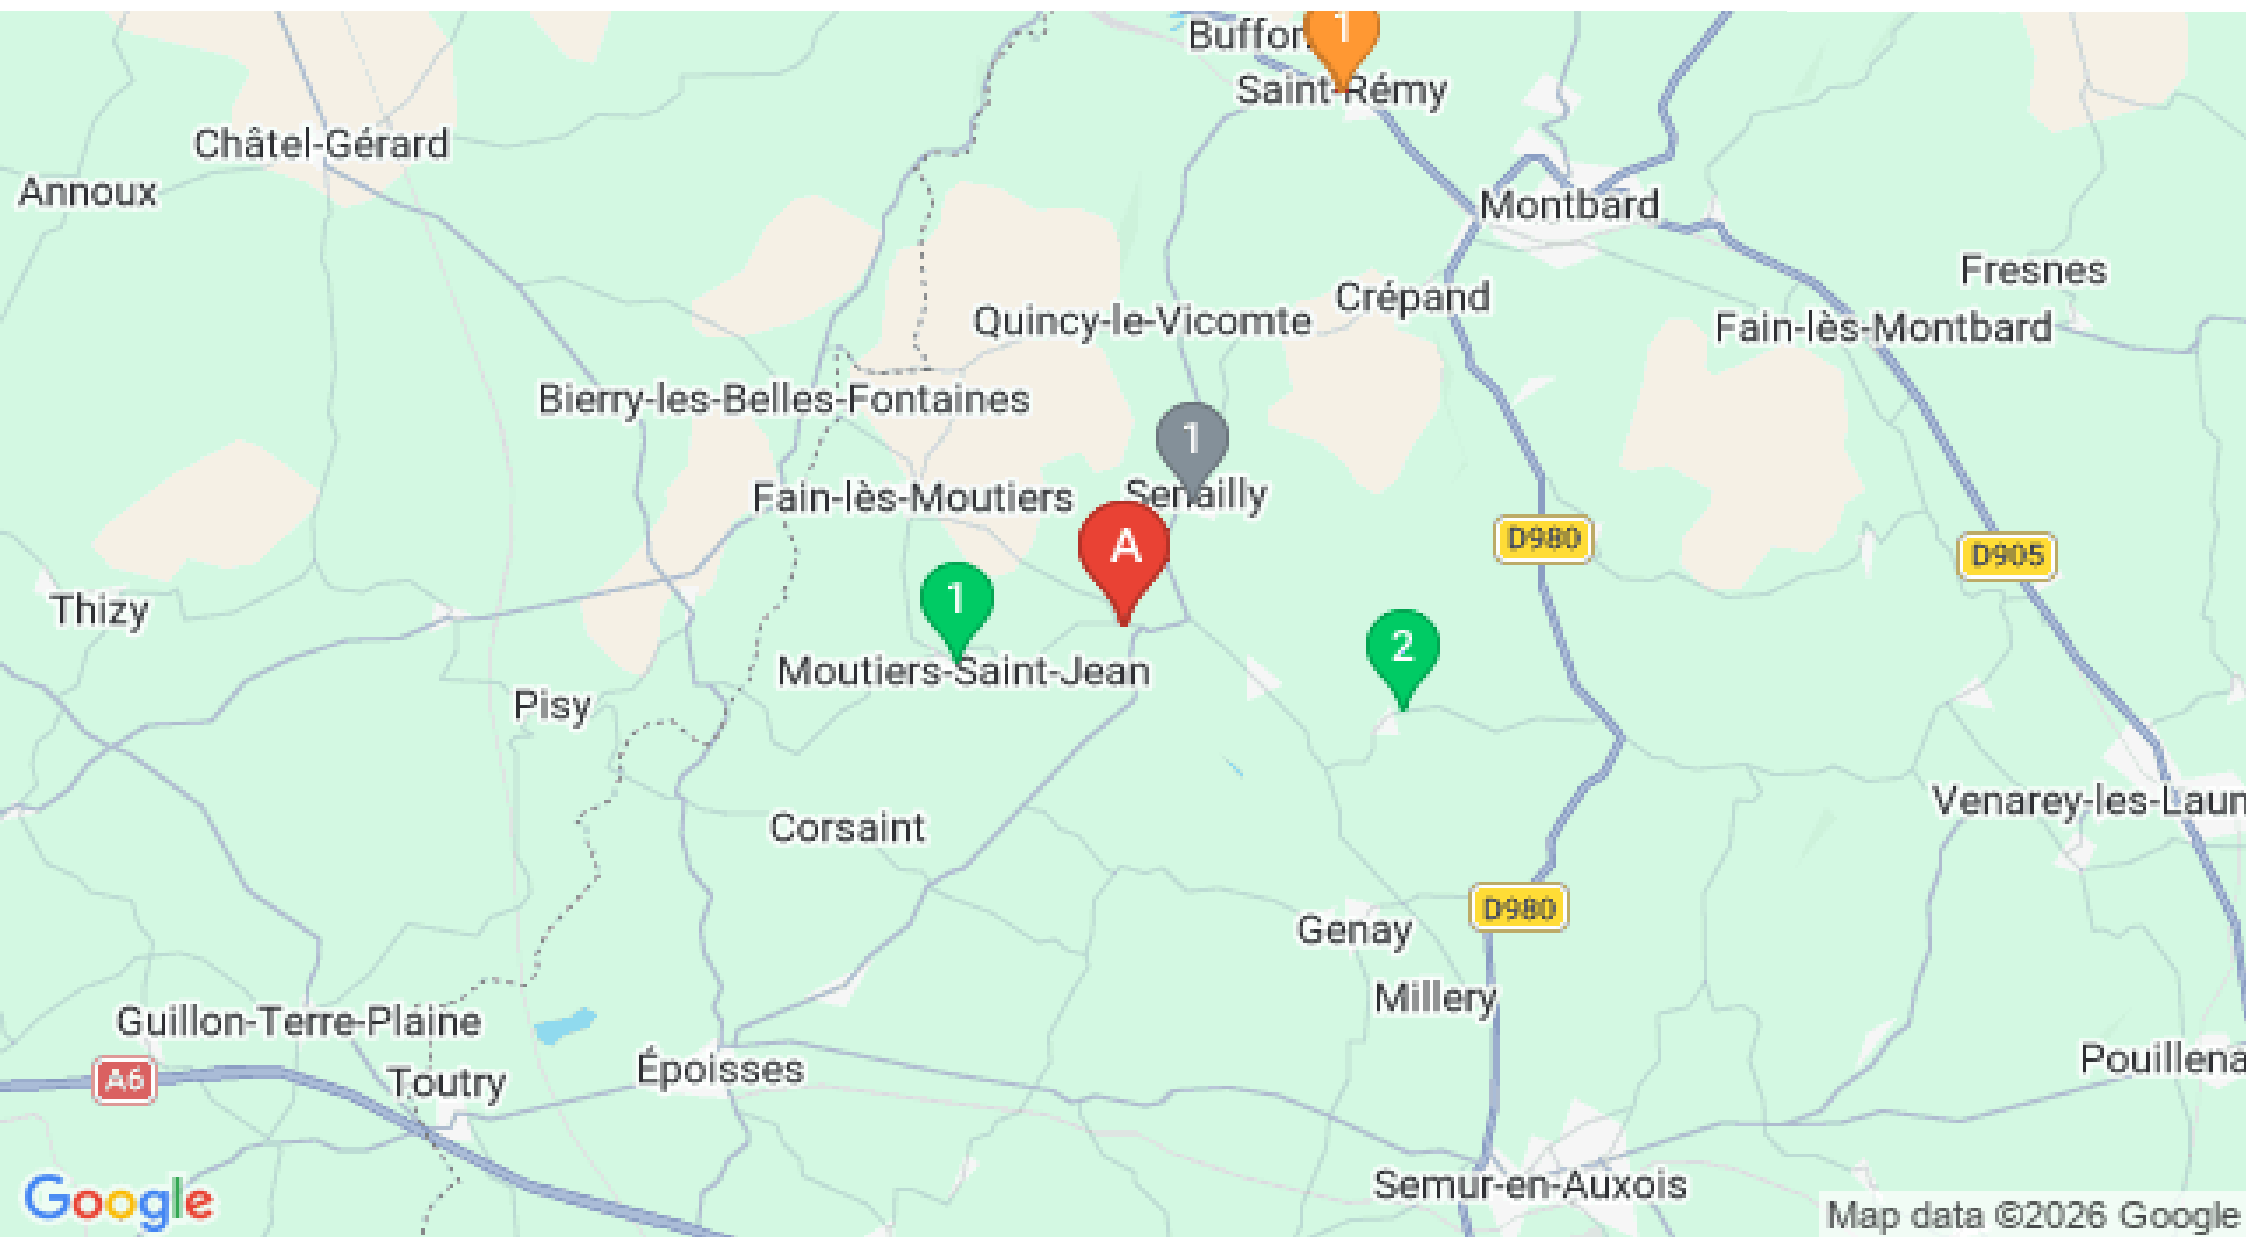 1
Buffon
Saint-Rémy
Châtel-Gérard
Annoux
Montbard
Fresnes
Crépand
Quincy-le-Vicomte
Fain-lès-Montbard
Bierry-les-Belles-Fontaines
1
Fain-lès-Moutiers
Senailly
A
D980
D905
1
Thizy
2
Moutiers-Saint-Jean
Pisy
Venarey-les-Laun
Corsaint
D980
Genay
Millery
Guillon-Terre-Plaine
Pouillena
Époisses
A6
Toutry
Semur-en-Auxois
Google
Map data ©2026 Google